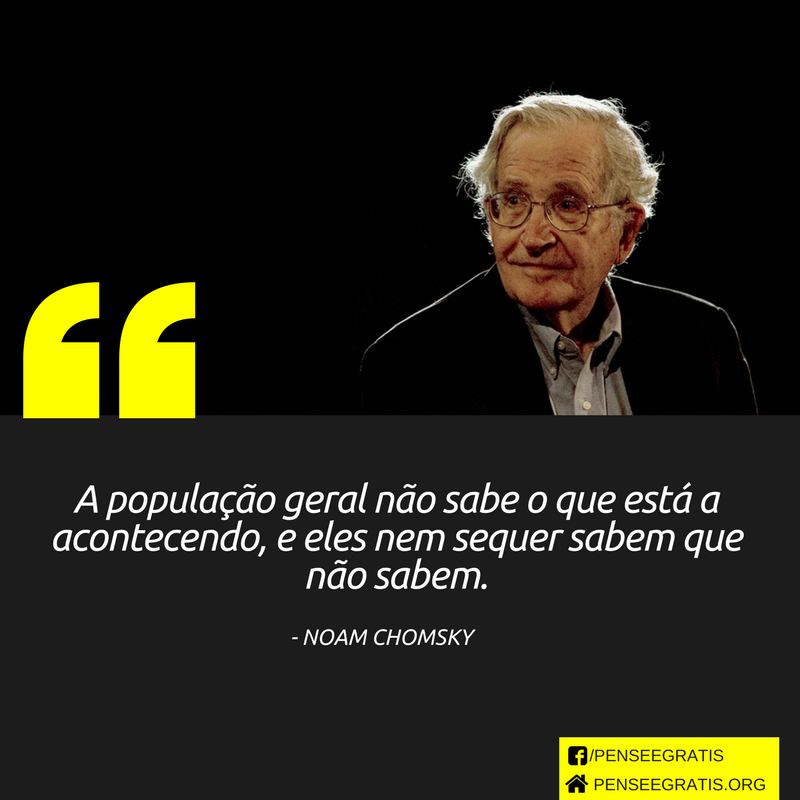 A população geral não sabe o que está a
acontecendo, e eles nem sequer sabem que
não sabem.
- NOAM CHOMSKY
/PENSEEGRATIS
PENSEEGRATIS.ORG